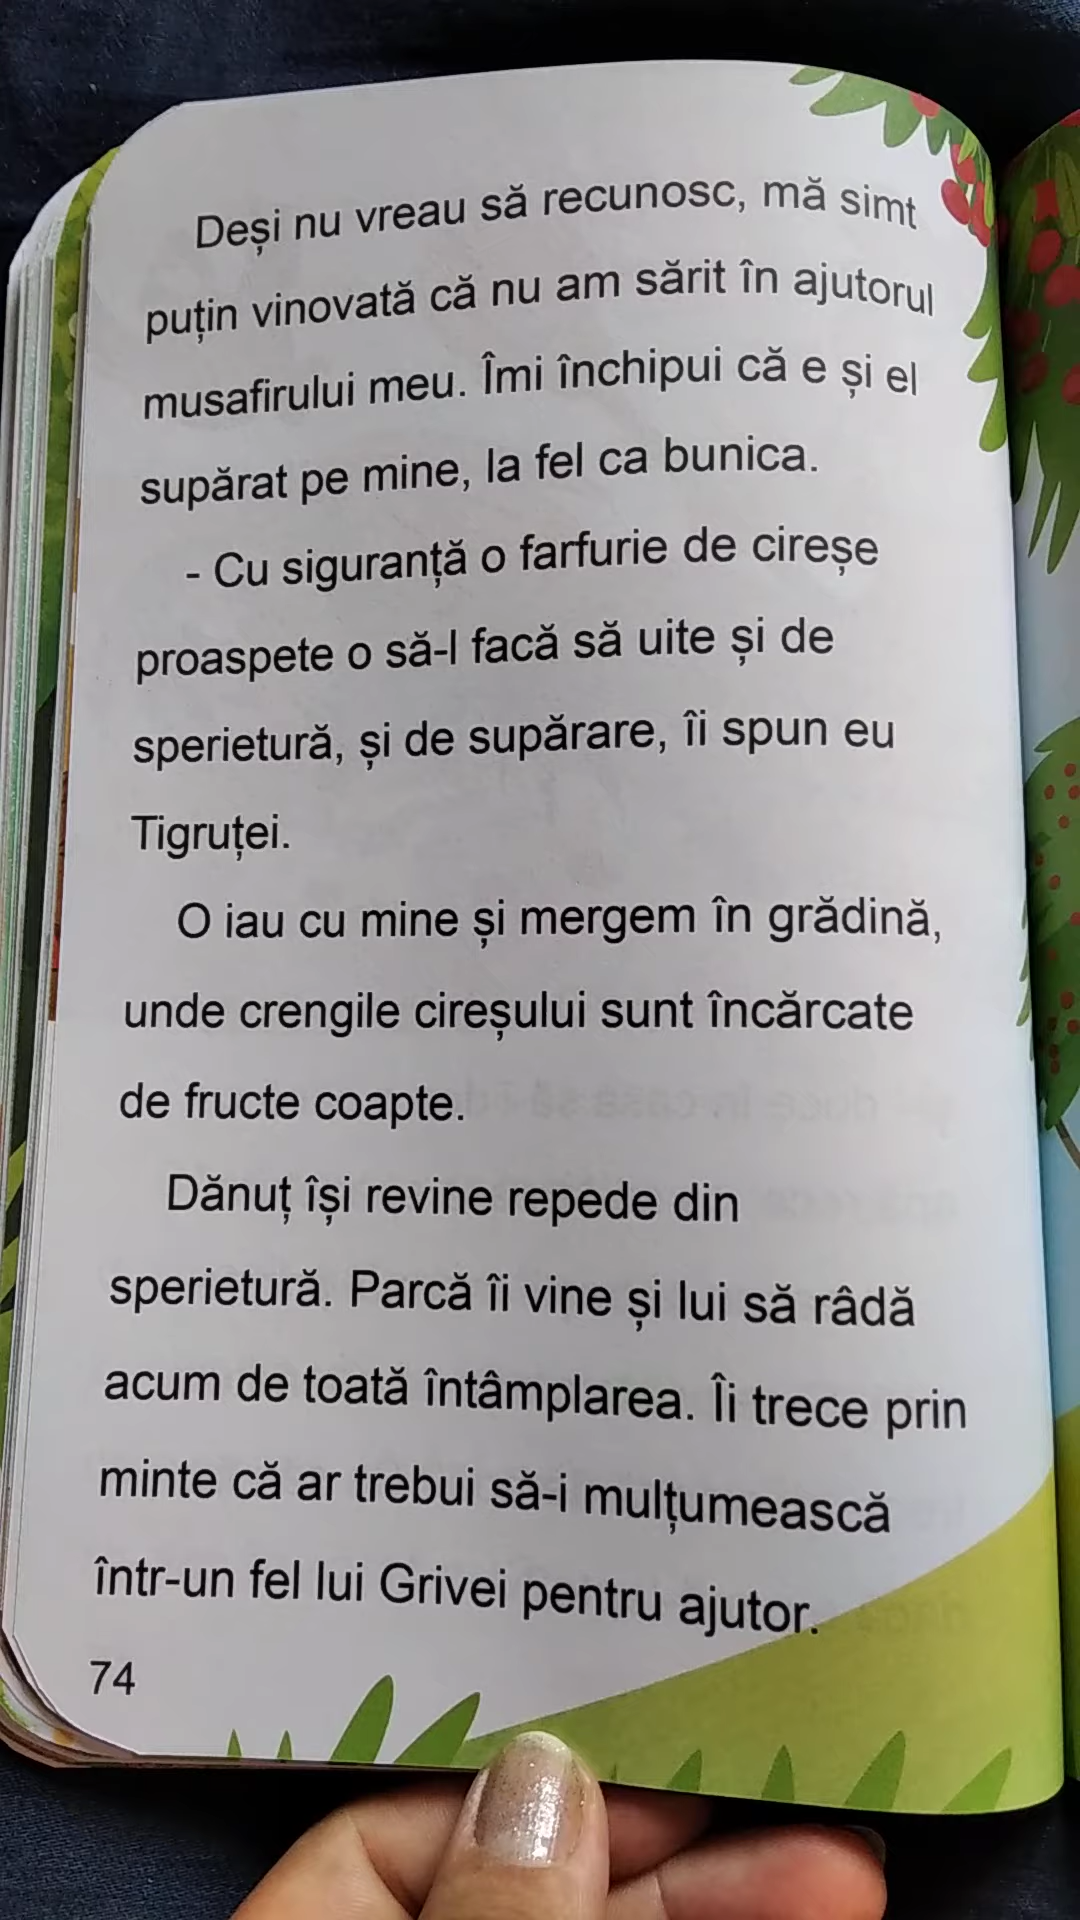 Deși nu vreau să recunosc, mă simt
puțin vinovată că nu am sărit în ajutorul
musafirului meu. Îmi închipui că e și el
supărat pe mine, la fel ca bunica.
- Cu siguranță o farfurie de cireșe
proaspete o să-l facă să uite și de
sperietură, și de supărare, îi spun eu
Tigruței.
O iau cu mine și mergem în grădină,
unde crengile cireșului sunt încărcate
de fructe coapte.
Dănuț își revine repede din
sperietură. Parcă îi vine și lui să râdă
acum de toată întâmplarea. Îi trece prin
minte că ar trebui să-i mulțumească
într-un fel lui Grivei pentru ajutor.
74